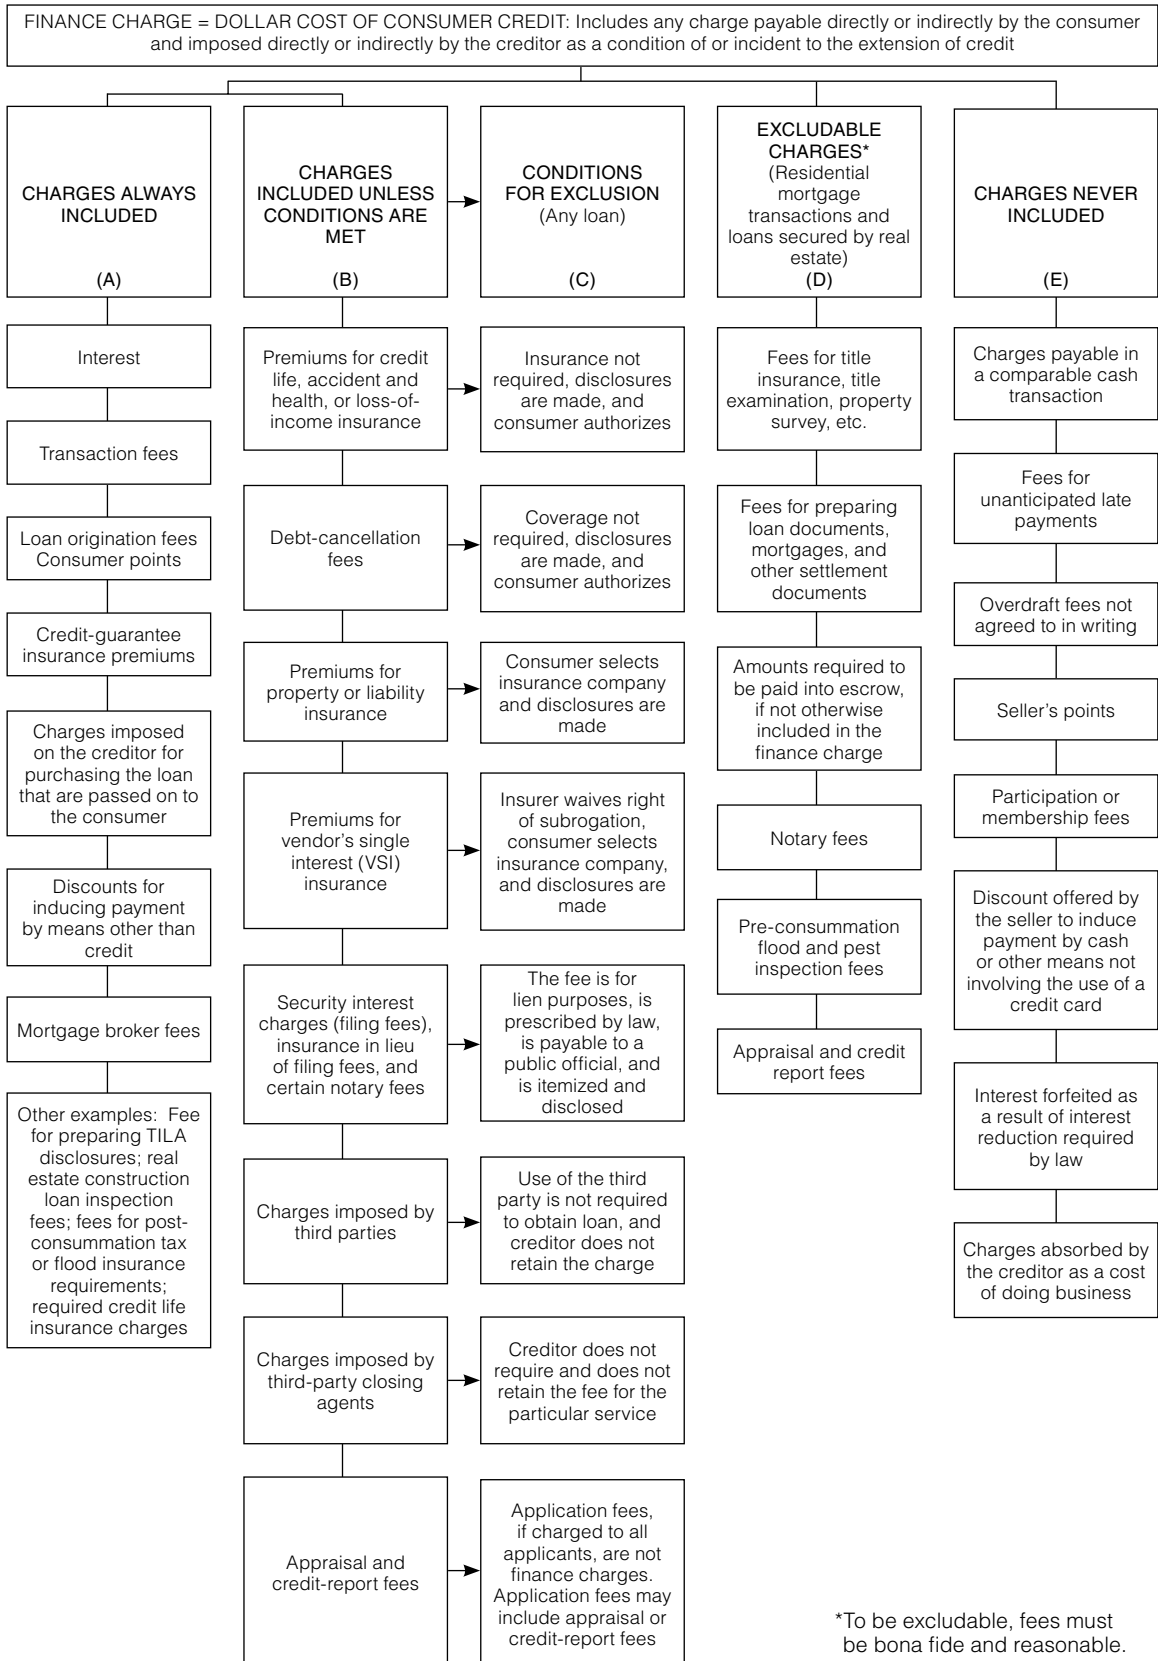 FINANCE CHARGE = DOLLAR COST OF CONSUMER CREDIT: Includes any charge payable directly or indirectly by the consumer
and imposed directly or indirectly by the creditor as a condition of or incident to the extension of credit
CHARGES ALWAYS
INCLUDED
(A)
Interest
Transaction fees
Loan origination fees
Consumer points
Credit-guarantee
insurance premiums
Charges imposed
on the creditor for
purchasing the loan
that are passed on to
the consumer
Discounts for
inducing payment
by means other than
credit
Mortgage broker fees
Other examples: Fee
for preparing TILA
disclosures; real
estate construction
loan inspection
fees; fees for post-
consummation tax
or flood insurance
requirements;
required credit life
insurance charges
CHARGES
INCLUDED UNLESS
CONDITIONS ARE
MET
(B)
CONDITIONS
FOR EXCLUSION
(Any loan)
(C)
Premiums for credit
life, accident and
health, or loss-of-
income insurance
Insurance not
required, disclosures
are made, and
consumer authorizes
Debt-cancellation
fees
Coverage not
required, disclosures
are made, and
consumer authorizes
Premiums for
property or liability
insurance
Consumer selects
insurance company
and disclosures are
made
Premiums for
vendor's single
interest (VSI)
insurance
Insurer waives right
of subrogation,
consumer selects
insurance company,
and disclosures are
made
Security interest
charges (filing fees),
insurance in lieu
of filing fees, and
certain notary fees
The fee is for
lien purposes, is
prescribed by law,
is payable to a
public official, and
is itemized and
disclosed
Charges imposed by
third parties
Use of the third
party is not required
to obtain loan, and
creditor does not
retain the charge
Charges imposed by
third-party closing
agents
Creditor does not
require and does not
retain the fee for the
particular service
Appraisal and
credit-report fees
Application fees,
if charged to all
applicants, are not
finance charges.
Application fees may
include appraisal or
credit-report fees
EXCLUDABLE
CHARGES*
(Residential
mortgage
transactions and
loans secured by real
estate)
(D)
Fees for title
insurance, title
examination, property
survey, etc.
Fees for preparing
loan documents,
mortgages, and
other settlement
documents
Amounts required to
be paid into escrow,
if not otherwise
included in the
finance charge
Notary fees
Pre-consummation
flood and pest
inspection fees
Appraisal and credit
report fees
CHARGES NEVER
INCLUDED
(E)
Charges payable in
a comparable cash
transaction
Fees for
unanticipated late
payments
Overdraft fees not
agreed to in writing
Seller's points
Participation or
membership fees
Discount offered by
the seller to induce
payment by cash
or other means not
involving the use of a
credit card
Interest forfeited as
a result of interest
reduction required
by law
Charges absorbed by
the creditor as a cost
of doing business
*To be excludable, fees must
be bona fide and reasonable.